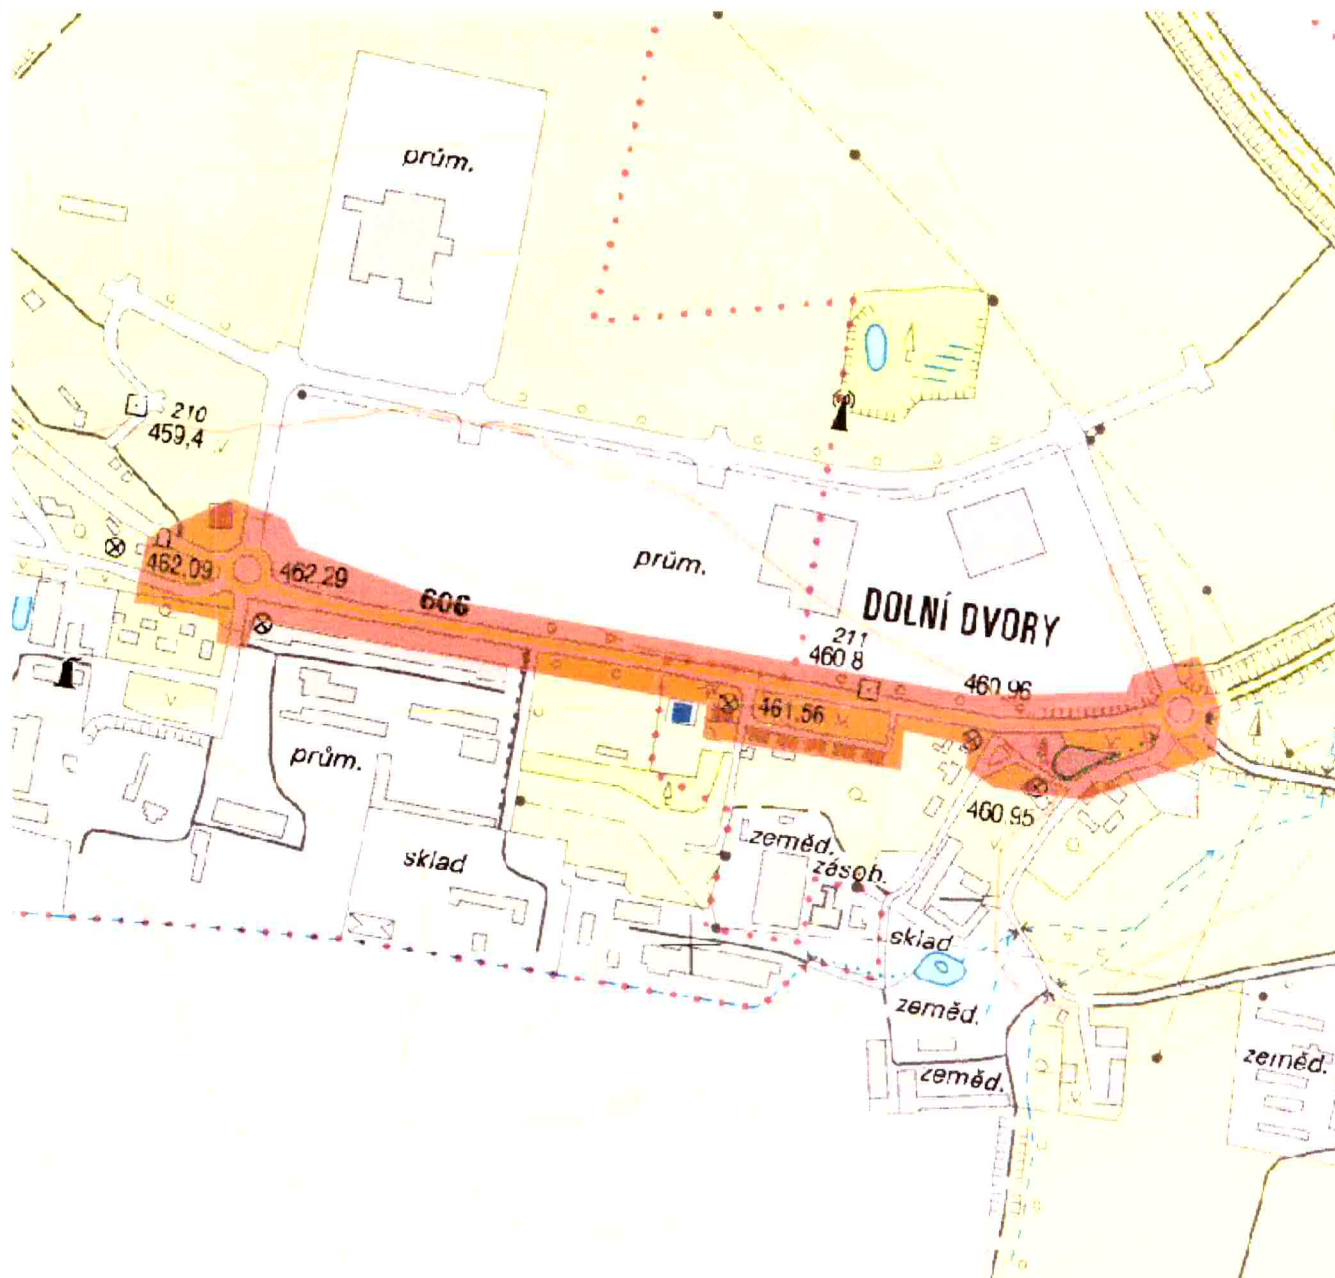 prům.
210
459,4
462,09
462,29
606
prům.
DOLNÍ DVORY
211
460,8
460,96
461,56
prům.
460,95
sklad
zeměd.
zásob.
sklad
zeměd.
zeměd.
zeměd.